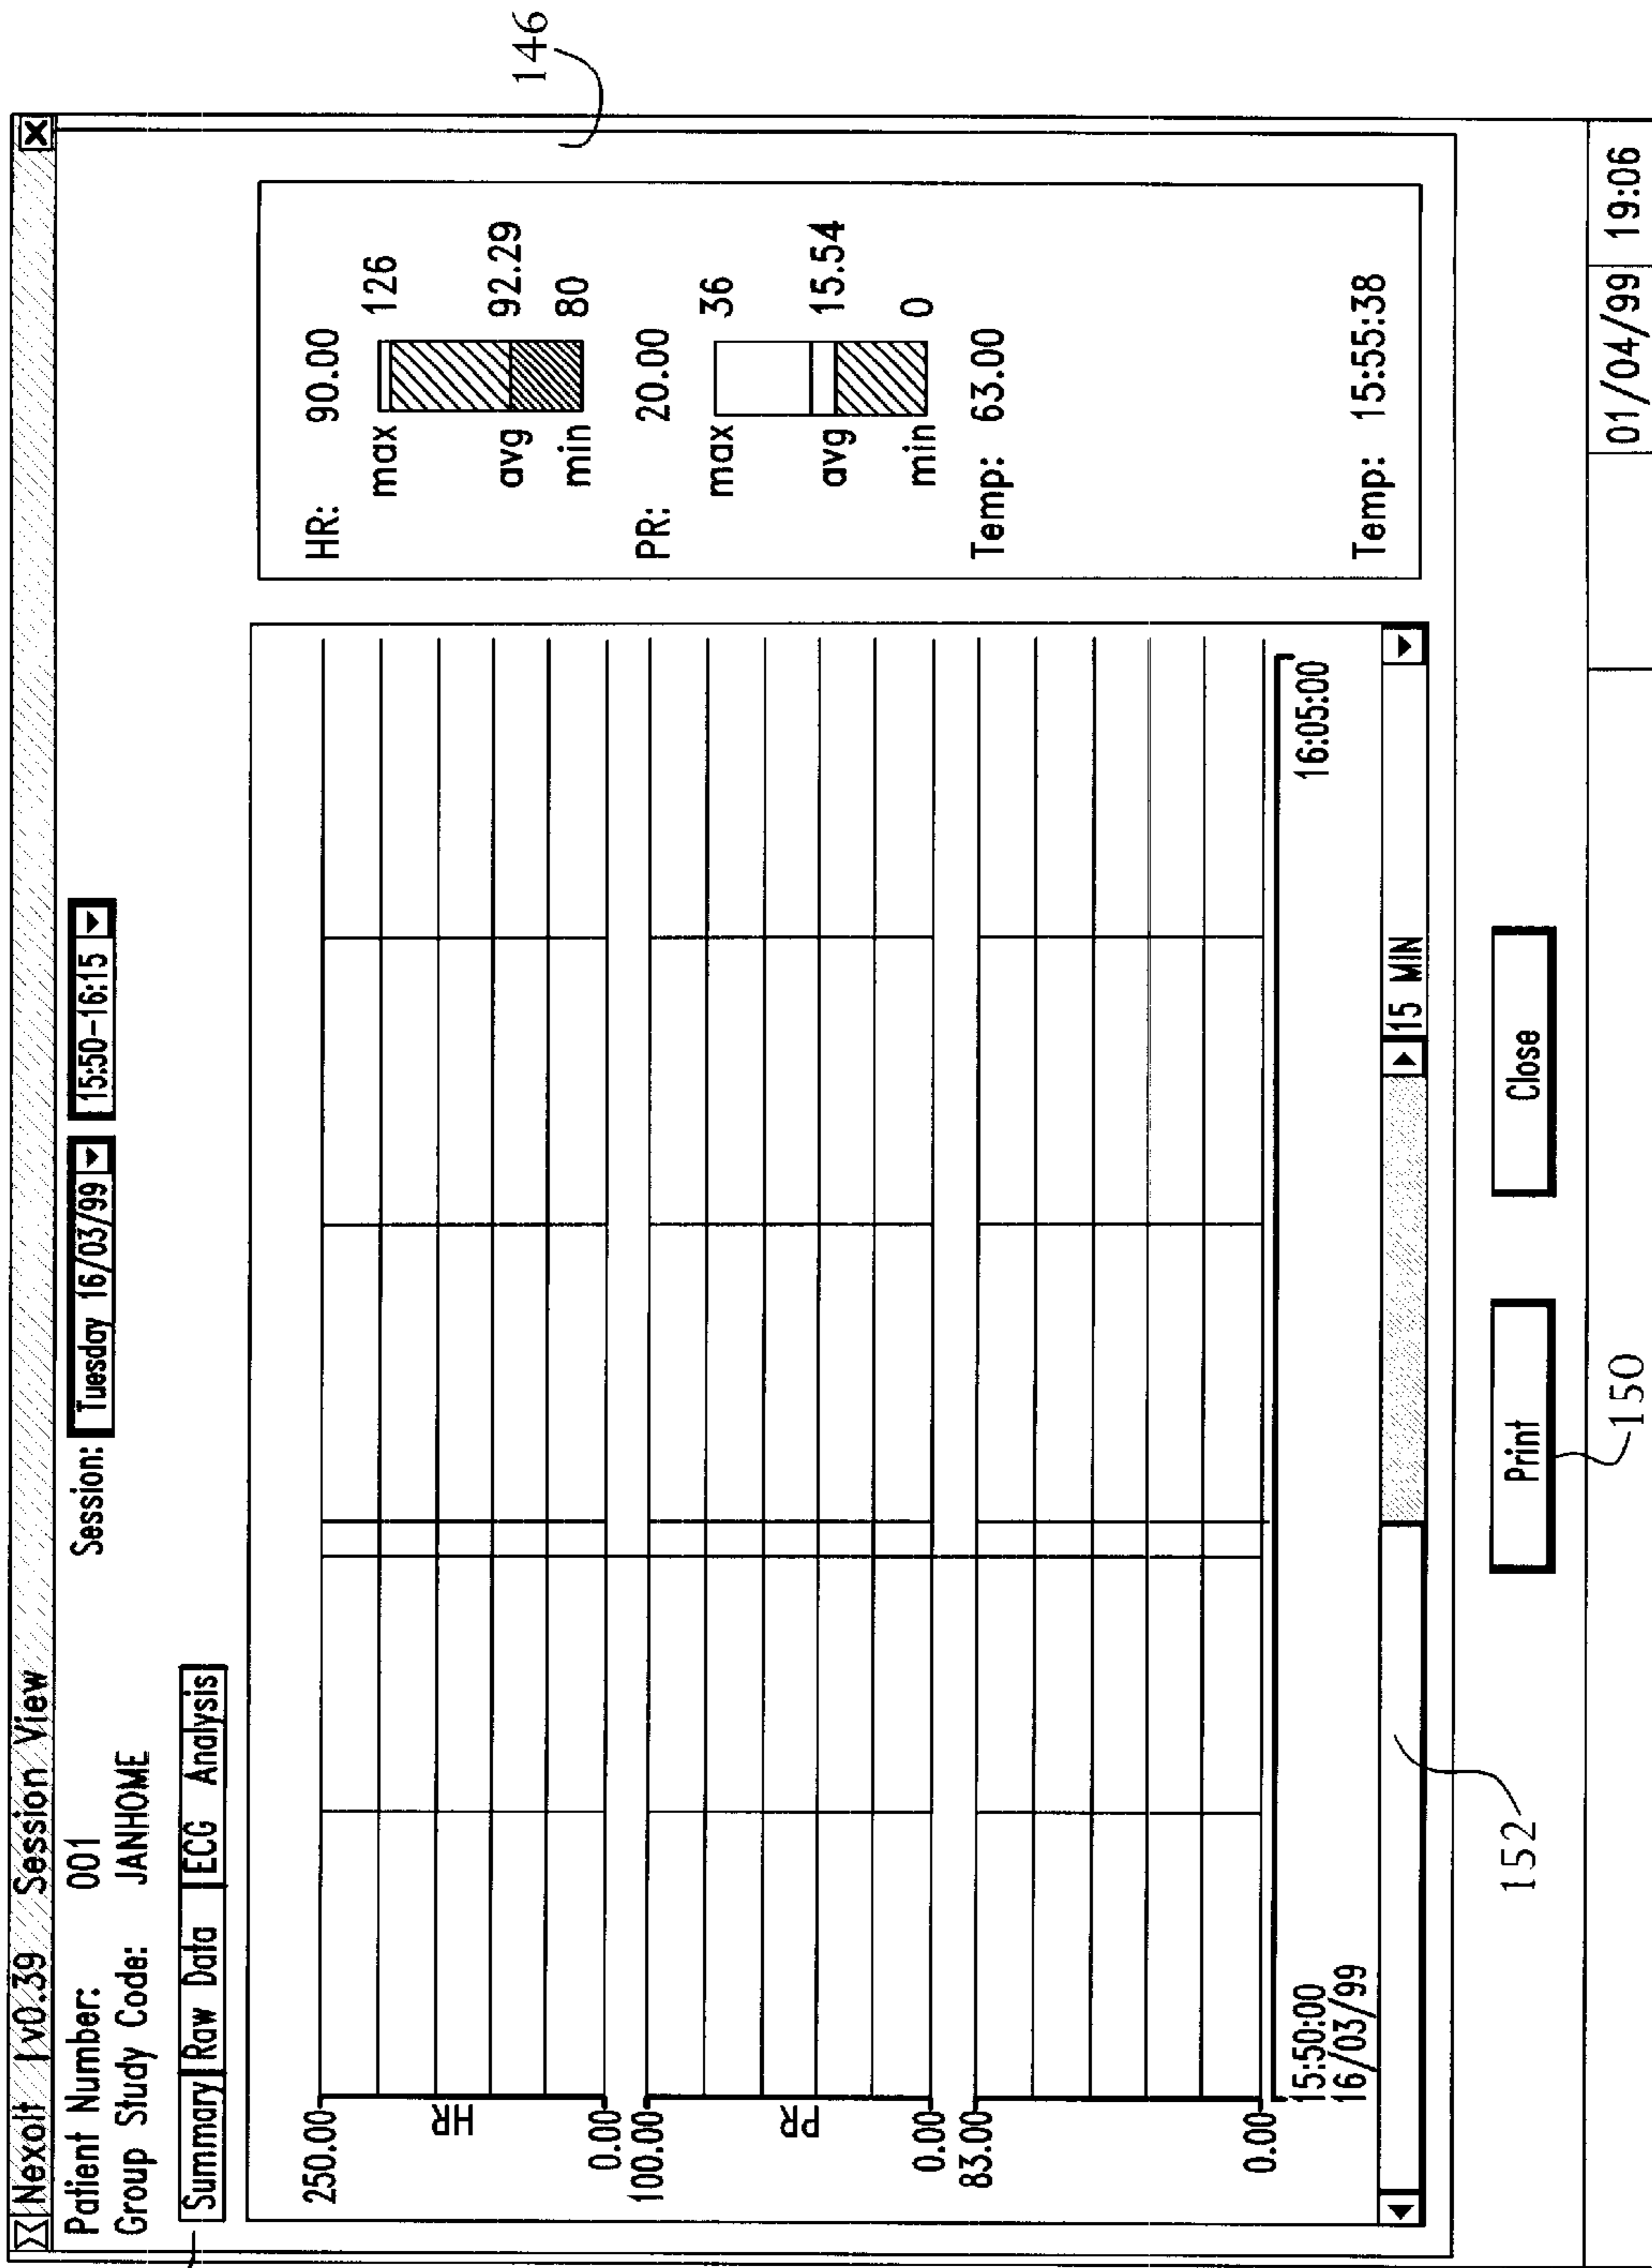 Nexolt 1v0.39 Session View
Patient Number: 001
Group Study Code: JANHOME
Session: Tuesday 16/03/99 15:50-16:15
Summary Raw Data ECG Analysis
250.00
HR
0.00
100.00
PR
0.00
83.00
0.00
15:50:00
16/03/99
16:05:00
15 MIN
HR: 90.00
max 126
avg 92.29
min 80
PR: 20.00
max 36
avg 15.54
min 0
Temp: 63.00
Temp: 15:55:38
146
Print
Close
152
150
01/04/99 19:06